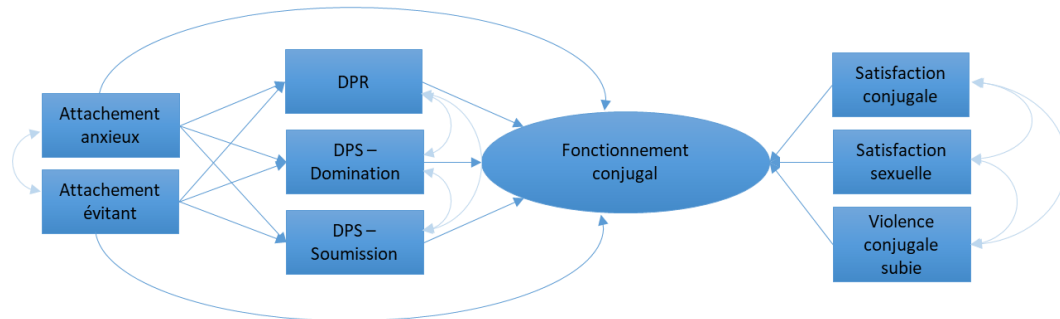 Attachement
anxieux
Attachement
évitant
DPR
DPS –
Domination
DPS –
Soumission
Fonctionnement
conjugal
Satisfaction
conjugale
Satisfaction
sexuelle
Violence
conjugale
subie